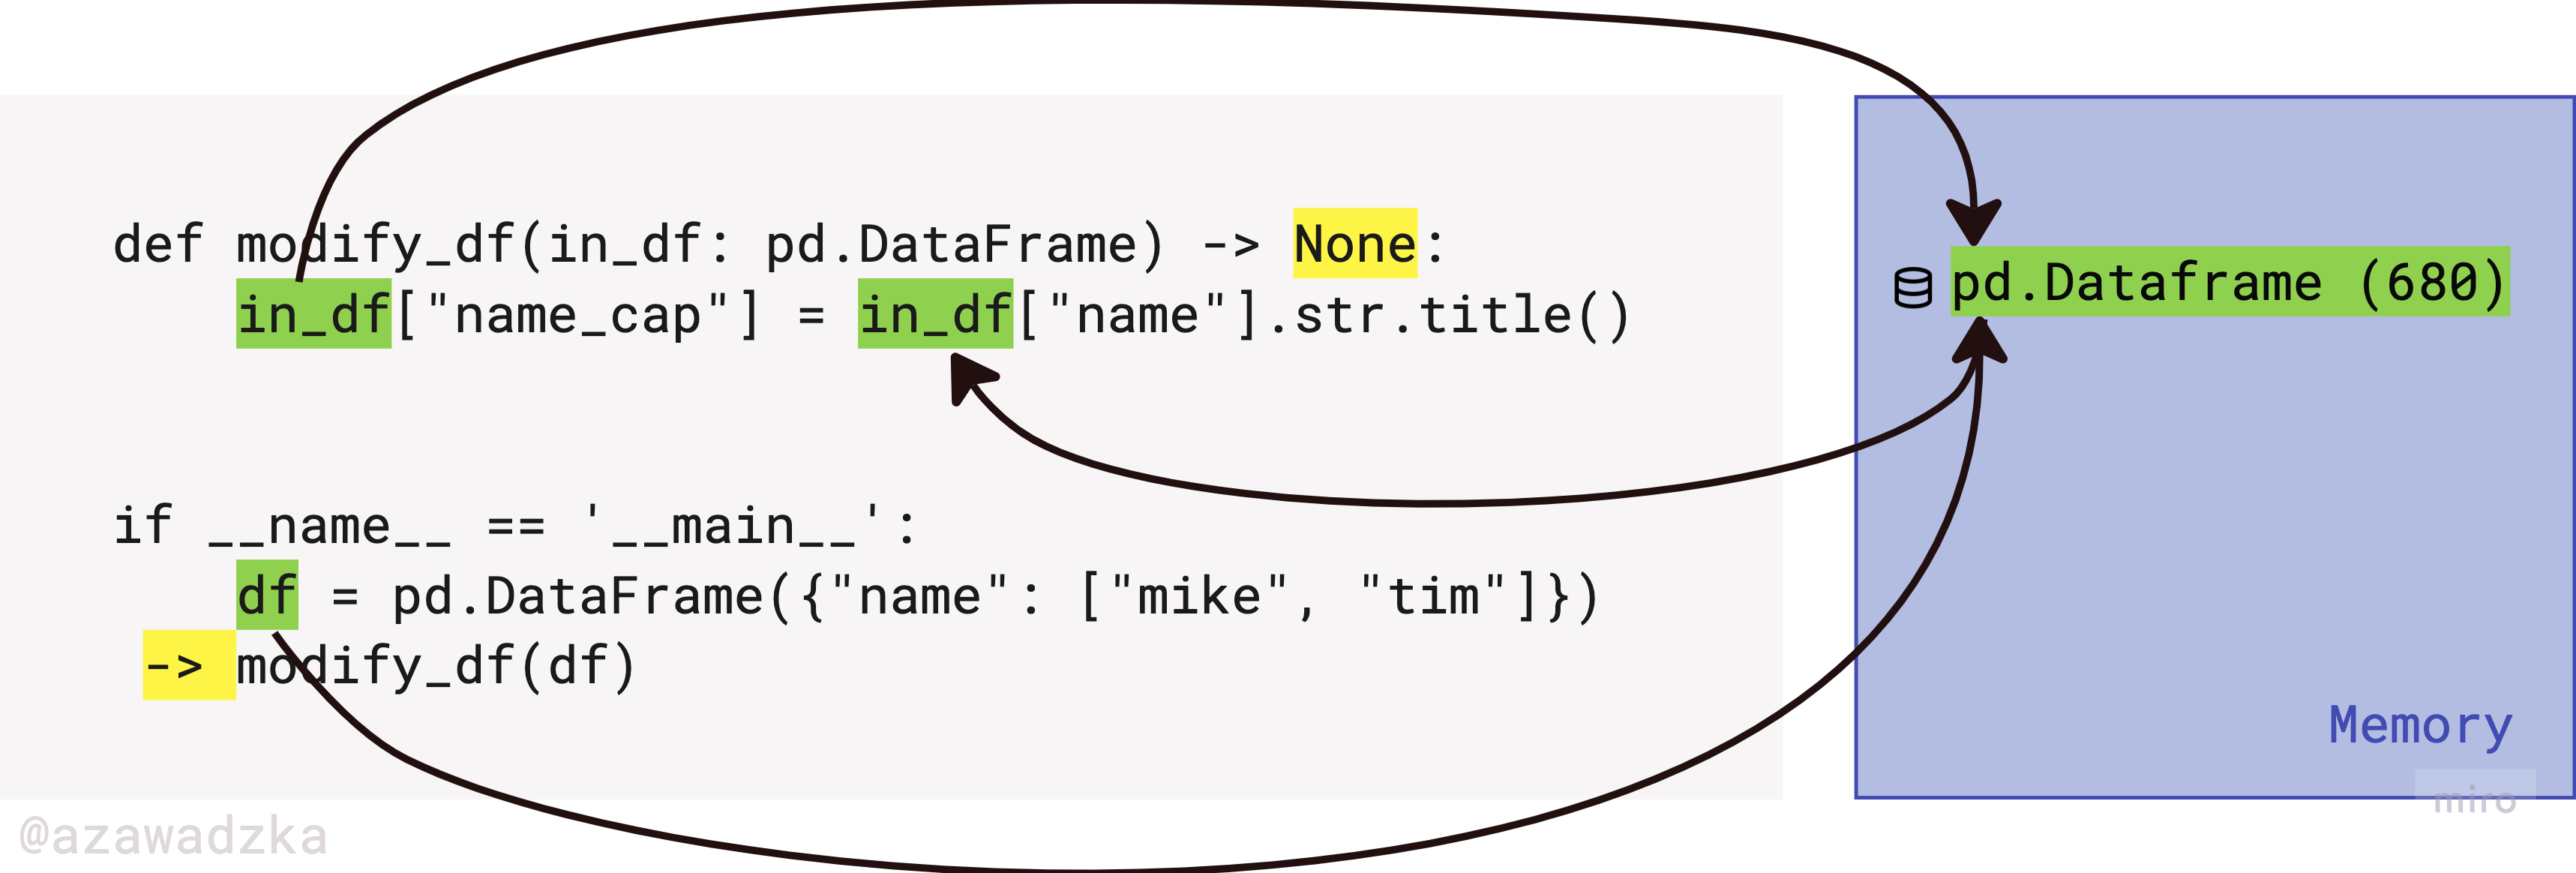 def modify_df(in_df: pd.DataFrame) -> None:
    in_df["name_cap"] = in_df["name"].str.title()
pd.Dataframe (680)
if __name__ == '__main__':
    df = pd.DataFrame({"name": ["mike", "tim"]})
 -> modify_df(df)
Memory
miro
@azawadzka